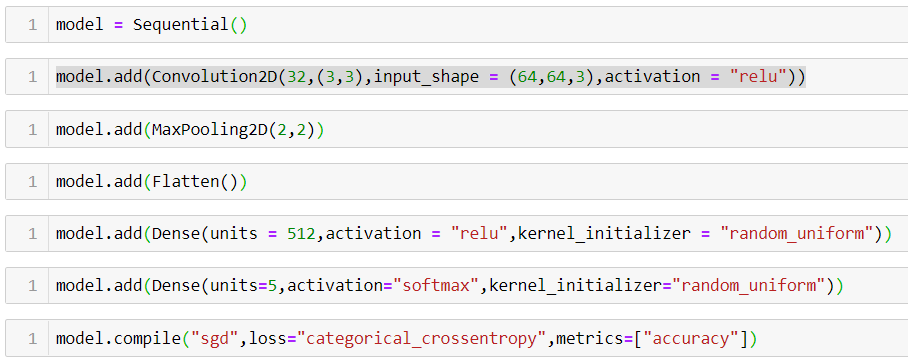 1 model = Sequential()
1 model.add(Convolution2D(32,(3,3),input_shape = (64,64,3),activation = "relu"))
1 model.add(MaxPooling2D(2,2))
1 model.add(Flatten())
1 model.add(Dense(units = 512,activation = "relu",kernel_initializer = "random_uniform"))
1 model.add(Dense(units=5,activation="softmax",kernel_initializer="random_uniform"))
1 model.compile("sgd",loss="categorical_crossentropy",metrics=["accuracy"])